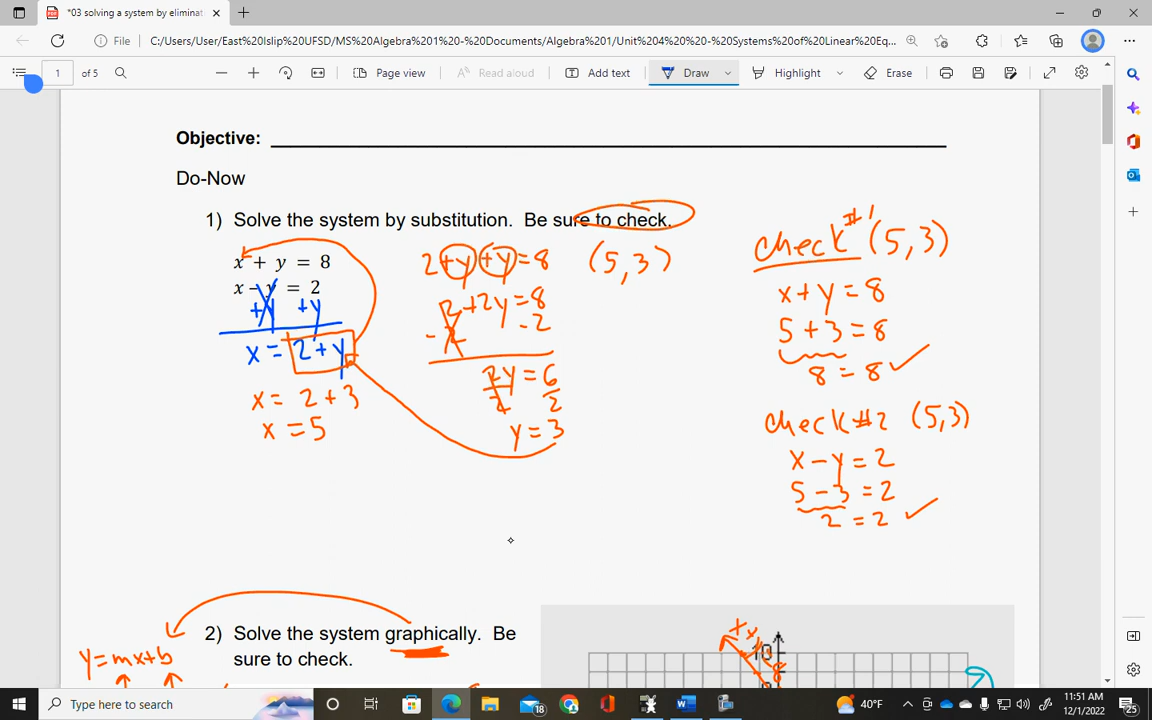 *03 solving a system by eliminat
File
C:/Users/User/East%20Islip%20UFSD/MS%20Algebra%201%20-%20Documents/Algebra%201/Unit%204%20%20-%20Systems%20of%20Linear%20Eq...
1 of 5
Page view
Read aloud
Add text
Draw
Highlight
Erase
Objective:
Do-Now
1) Solve the system by substitution. Be sure to check.
x + y = 8
x - y = 2
+y +y
x = 2 + y
x = 2 + 3
x = 5
2 +y +y = 8 (5,3)
2 + 2y = 8
- 2 - 2
2y = 6
2 2
y = 3
check #1 (5,3)
x + y = 8
5 + 3 = 8
8 = 8 ✓
check #2 (5,3)
x - y = 2
5 - 3 = 2
2 = 2 ✓
2) Solve the system graphically. Be
sure to check.
y = mx + b
10
Type here to search
18
40°F
11:51 AM
12/1/2022
25